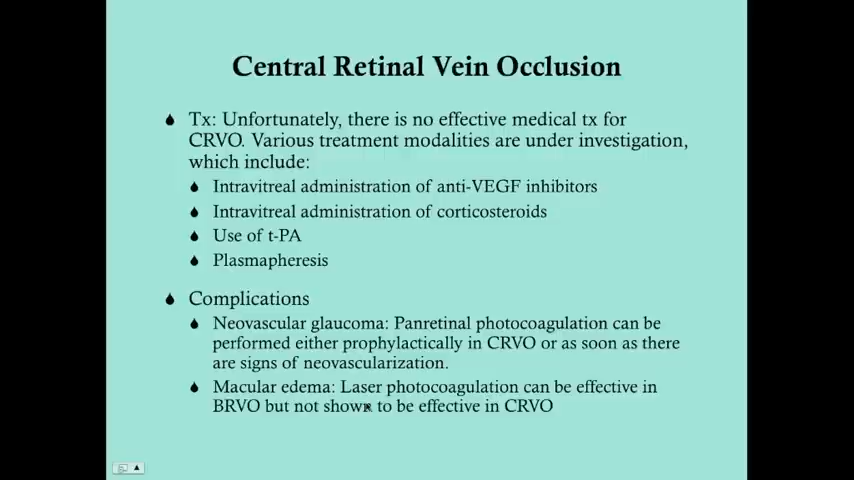 Central Retinal Vein Occlusion
Tx: Unfortunately, there is no effective medical tx for
CRVO. Various treatment modalities are under investigation,
which include:
Intravitreal administration of anti-VEGF inhibitors
Intravitreal administration of corticosteroids
Use of t-PA
Plasmapheresis
Complications
Neovascular glaucoma: Panretinal photocoagulation can be
performed either prophylactically in CRVO or as soon as there
are signs of neovascularization.
Macular edema: Laser photocoagulation can be effective in
BRVO but not shown to be effective in CRVO